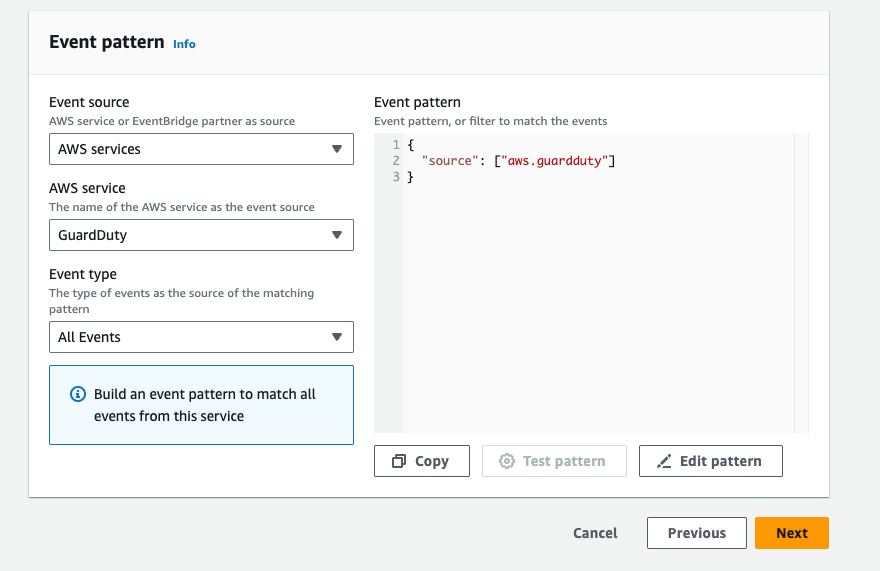 Event pattern Info
Event source
AWS service or EventBridge partner as source
AWS services
AWS service
The name of the AWS service as the event source
GuardDuty
Event type
The type of events as the source of the matching
pattern
All Events
Build an event pattern to match all
events from this service
Event pattern
Event pattern, or filter to match the events
1 {
2   "source": ["aws.guardduty"]
3 }
Copy
Test pattern
Edit pattern
Cancel
Previous
Next